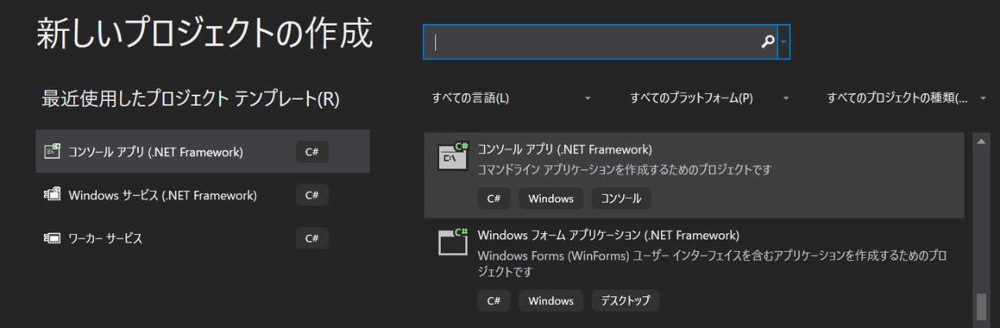 新しいプロジェクトの作成
最近使用したプロジェクト テンプレート(R)
コンソール アプリ (.NET Framework) C#
Windows サービス (.NET Framework) C#
ワーカー サービス C#
すべての言語(L) すべてのプラットフォーム(P) すべてのプロジェクトの種類(...
C# C:\ コンソール アプリ (.NET Framework)
コマンドライン アプリケーションを作成するためのプロジェクトです
C# Windows コンソール
C# Windows フォーム アプリケーション (.NET Framework)
Windows Forms (WinForms) ユーザー インターフェイスを含むアプリケーションを作成するためのプロ
ジェクトです
C# Windows デスクトップ